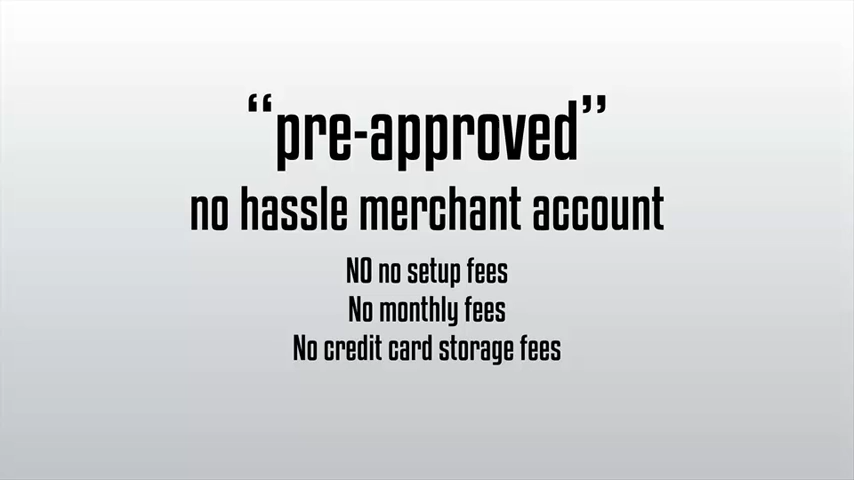 “pre-approved”
no hassle merchant account
NO no setup fees
No monthly fees
No credit card storage fees